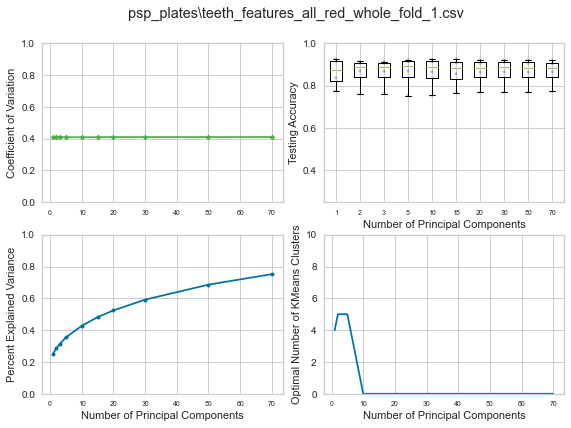 psp_plates\teeth_features_all_red_whole_fold_1.csv
Coefficient of Variation
1.0
0.8
0.6
0.4
0.2
0.0
0 10 20 30 40 50 60 70
Testing Accuracy
1.0
0.8
0.6
0.4
1 2 3 5 10 15 20 30 50 70
Number of Principal Components
Percent Explained Variance
1.0
0.8
0.6
0.4
0.2
0.0
0 10 20 30 40 50 60 70
Number of Principal Components
Optimal Number of KMeans Clusters
10
8
6
4
2
0
0 10 20 30 40 50 60 70
Number of Principal Components